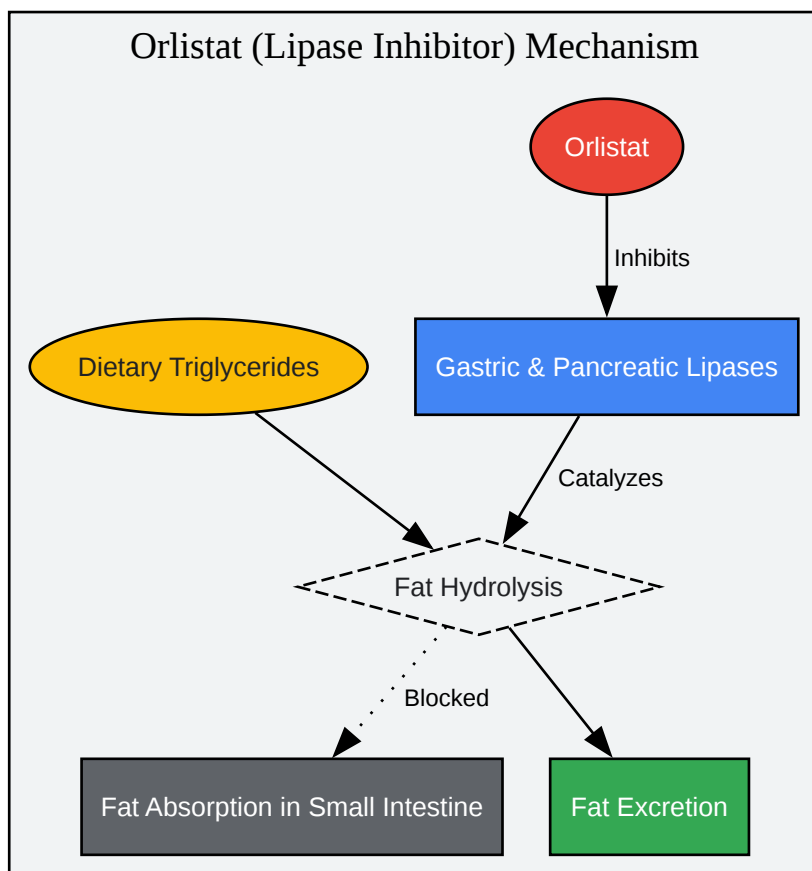 Orlistat (Lipase Inhibitor) Mechanism
Orlistat
Inhibits
Dietary Triglycerides
Gastric & Pancreatic Lipases
Catalyzes
Fat Hydrolysis
Blocked
Fat Absorption in Small Intestine
Fat Excretion